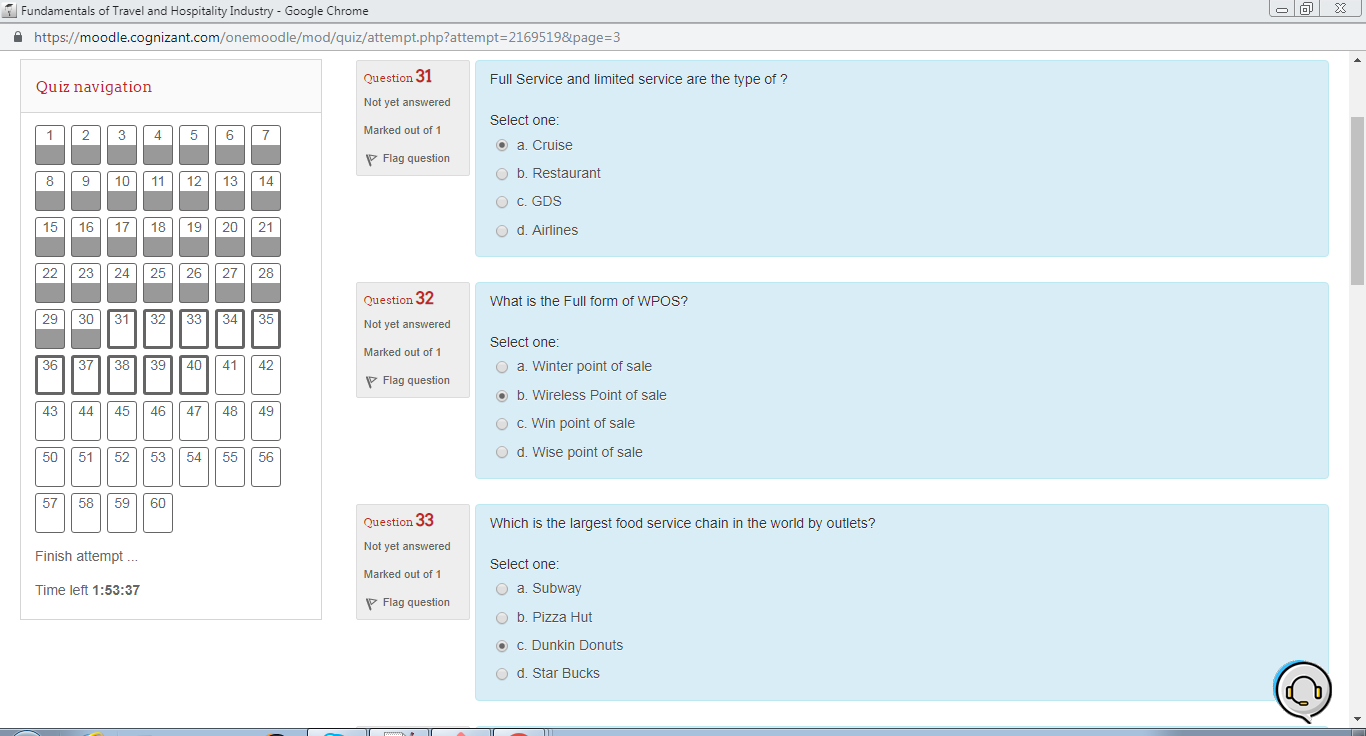 Fundamentals of Travel and Hospitality Industry - Google Chrome
https://moodle.cognizant.com/onemoodle/mod/quiz/attempt.php?attempt=2169519&page=3
Quiz navigation
1 2 3 4 5 6 7
8 9 10 11 12 13 14
15 16 17 18 19 20 21
22 23 24 25 26 27 28
29 30 31 32 33 34 35
36 37 38 39 40 41 42
43 44 45 46 47 48 49
50 51 52 53 54 55 56
57 58 59 60
Finish attempt ...
Time left 1:53:37
Question 31
Not yet answered
Marked out of 1
Flag question
Full Service and limited service are the type of ?
Select one:
a. Cruise
b. Restaurant
c. GDS
d. Airlines
Question 32
Not yet answered
Marked out of 1
Flag question
What is the Full form of WPOS?
Select one:
a. Winter point of sale
b. Wireless Point of sale
c. Win point of sale
d. Wise point of sale
Question 33
Not yet answered
Marked out of 1
Flag question
Which is the largest food service chain in the world by outlets?
Select one:
a. Subway
b. Pizza Hut
c. Dunkin Donuts
d. Star Bucks